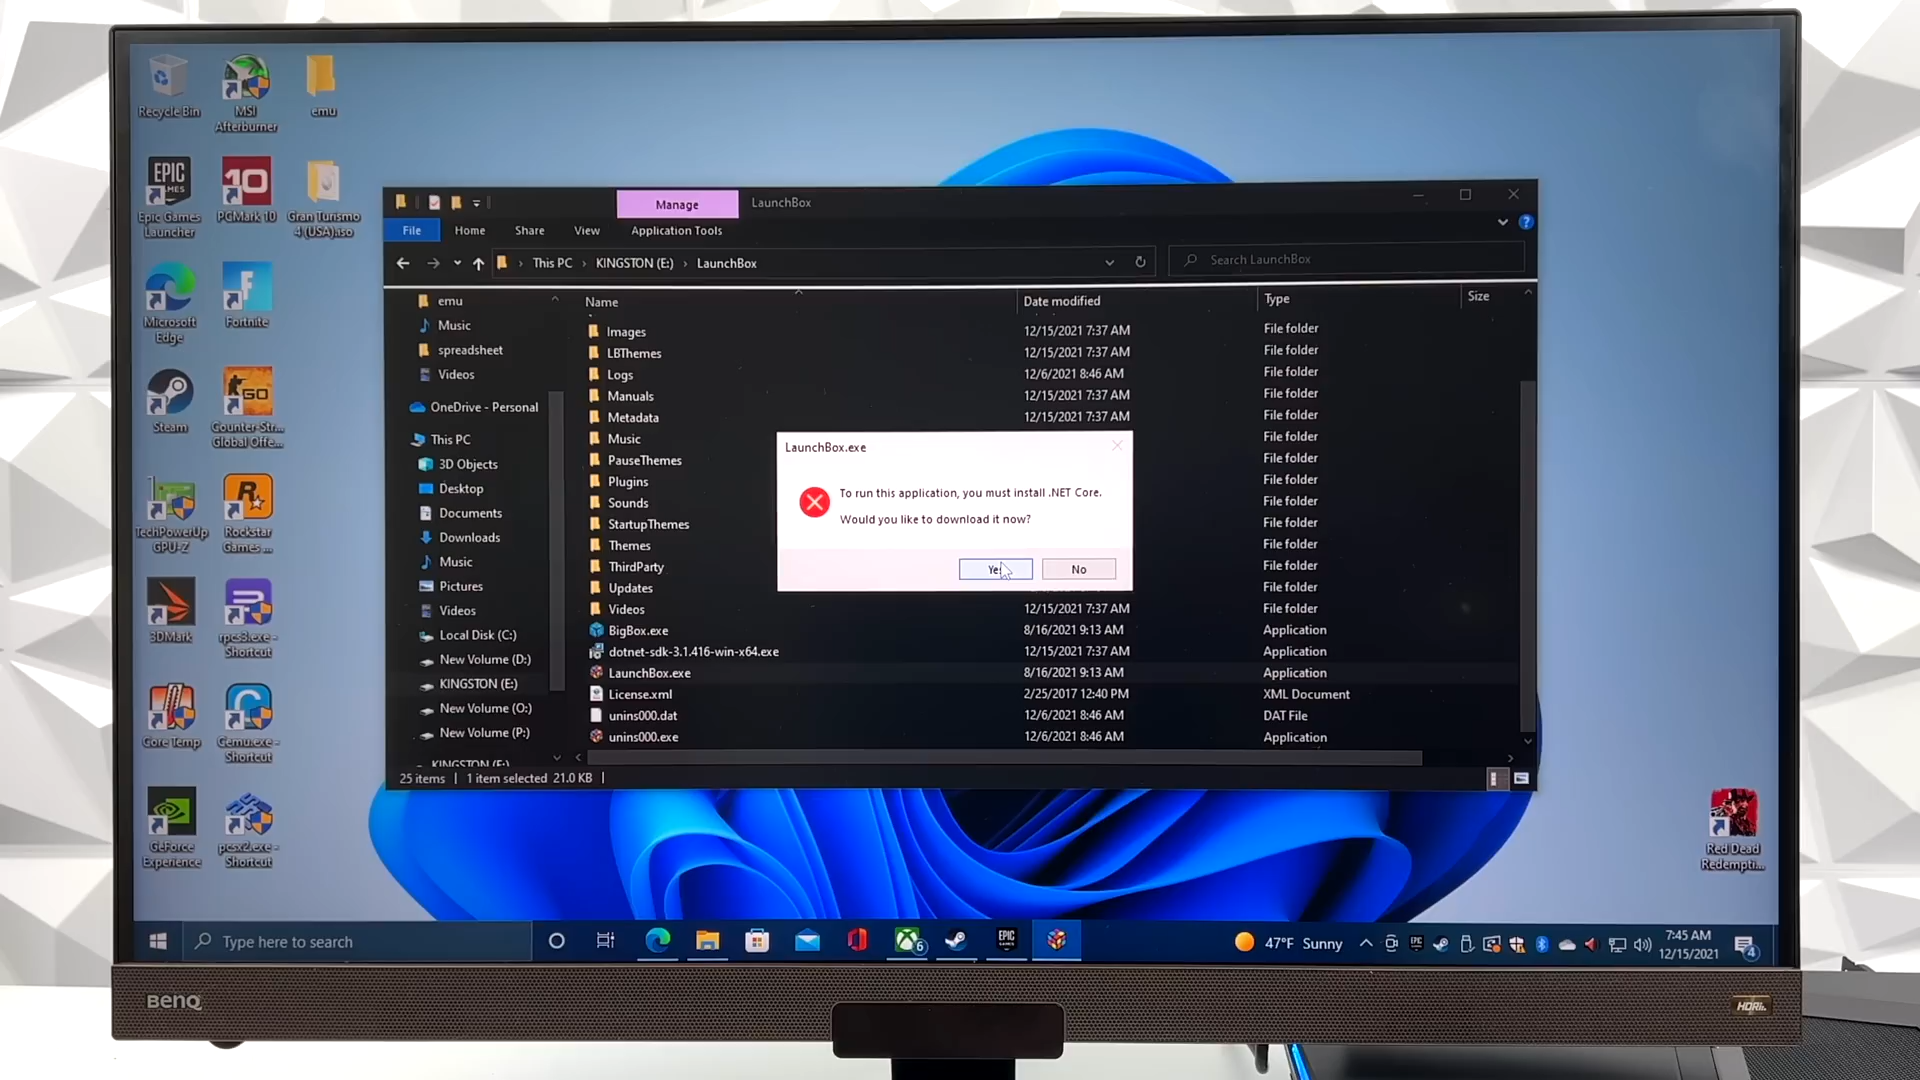 Recycle Bin
MSI
Afterburner
emu
EPIC
GAMES
Epic Games
Launcher
10
PCMark 10
Gran Turismo
4 (USA).iso
Microsoft
Edge
Fortnite
Steam
GO
Counter-Str...
Global Offe...
TechPowerUp
GPU-Z
Rockstar
Games ...
3DMark
rpcs3.exe -
Shortcut
Core Temp
Cemu.exe -
Shortcut
GeForce
Experience
pcsx2.exe -
Shortcut
Manage
LaunchBox
File
Home
Share
View
Application Tools
This PC
KINGSTON (E:)
LaunchBox
Search LaunchBox
Name
Date modified
Type
Size
emu
Music
spreadsheet
Videos
OneDrive - Personal
This PC
3D Objects
Desktop
Documents
Downloads
Music
Pictures
Videos
Local Disk (C:)
New Volume (D:)
KINGSTON (E:)
New Volume (O:)
New Volume (P:)
KINGSTON (E:)
Images 12/15/2021 7:37 AM File folder
LBThemes 12/15/2021 7:37 AM File folder
Logs 12/6/2021 8:46 AM File folder
Manuals 12/15/2021 7:37 AM File folder
Metadata 12/15/2021 7:37 AM File folder
Music File folder
PauseThemes File folder
Plugins File folder
Sounds File folder
StartupThemes File folder
Themes File folder
ThirdParty File folder
Updates File folder
Videos 12/15/2021 7:37 AM File folder
BigBox.exe 8/16/2021 9:13 AM Application
dotnet-sdk-3.1.416-win-x64.exe 12/15/2021 7:37 AM Application
LaunchBox.exe 8/16/2021 9:13 AM Application
License.xml 2/25/2017 12:40 PM XML Document
unins000.dat 12/6/2021 8:46 AM DAT File
unins000.exe 12/6/2021 8:46 AM Application
25 items
1 item selected 21.0 KB
LaunchBox.exe
To run this application, you must install .NET Core.
Would you like to download it now?
Yes
No
Red Dead
Redempti...
Type here to search
6
EPIC
47°F Sunny
EPIC
7:45 AM
12/15/2021
4
BenQ
HDRi